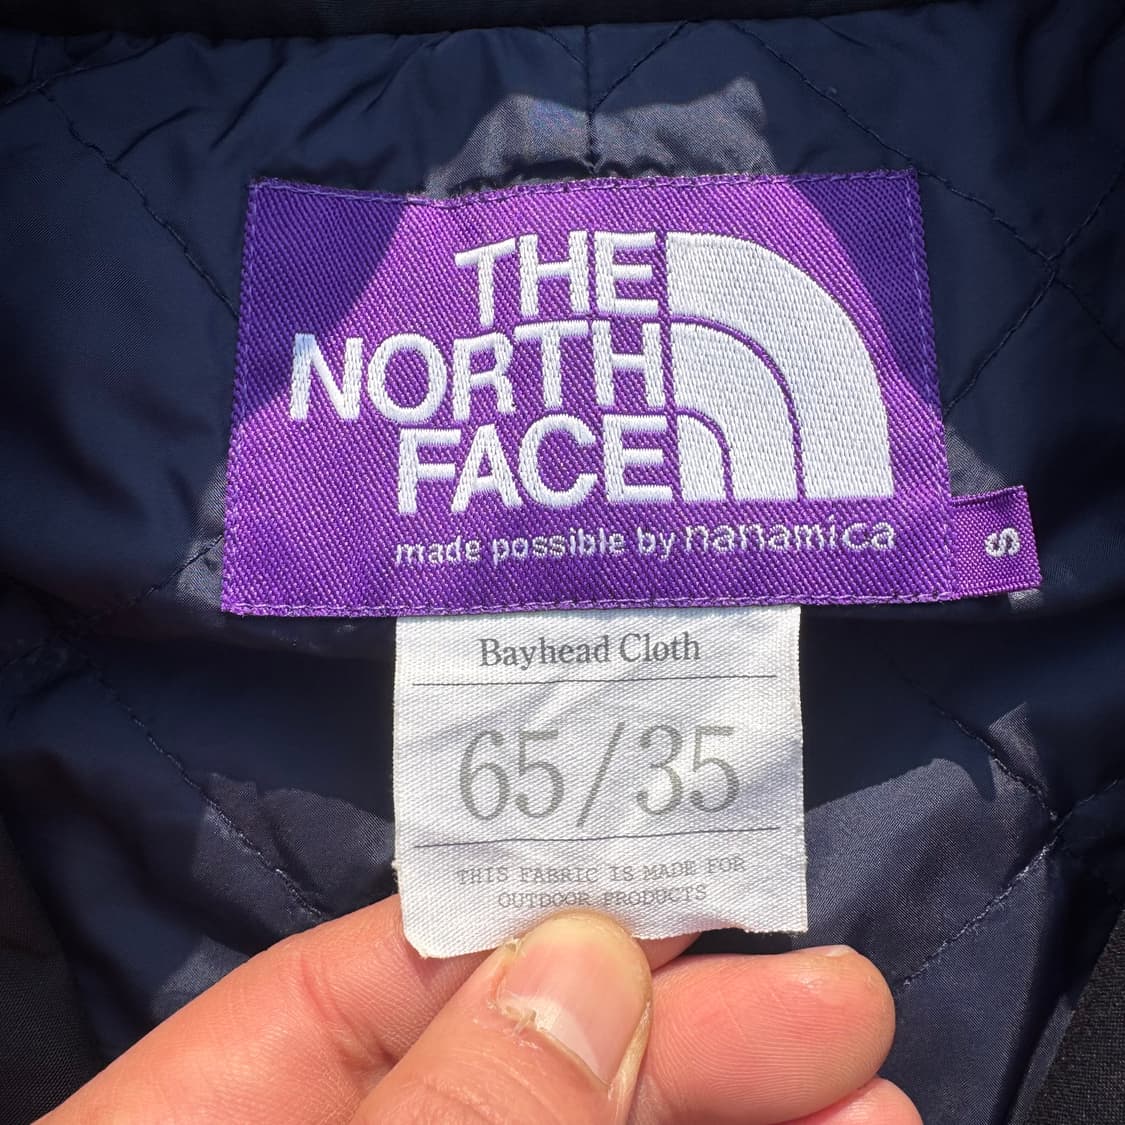 THE
NORTH
FACE
made possible by nanamica
S
Bayhead Cloth
65/35
THIS FABRIC IS MADE FOR
OUTDOOR PRODUCTS